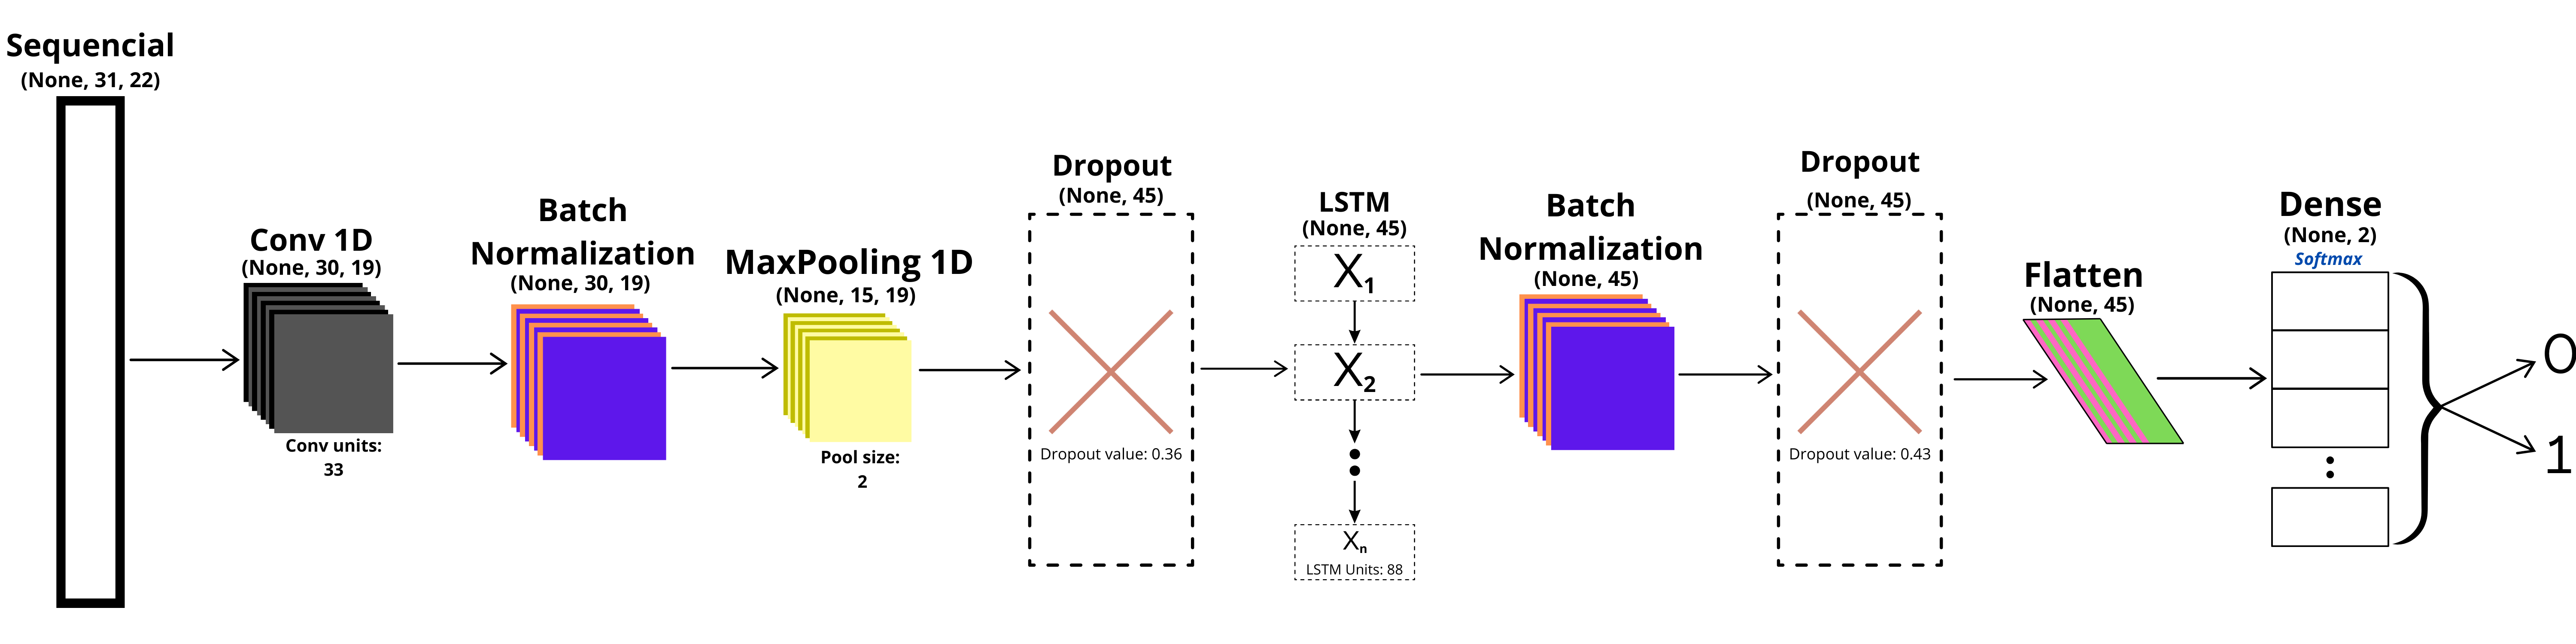 Sequencial
(None, 31, 22)
Conv 1D
(None, 30, 19)
Conv units:
33
Batch
Normalization
(None, 30, 19)
MaxPooling 1D
(None, 15, 19)
Pool size:
2
Dropout
(None, 45)
Dropout value: 0.36
LSTM
(None, 45)
X1
X2
Xn
LSTM Units: 88
Batch
Normalization
(None, 45)
Dropout
(None, 45)
Dropout value: 0.43
Flatten
(None, 45)
Dense
(None, 2)
Softmax
0
1